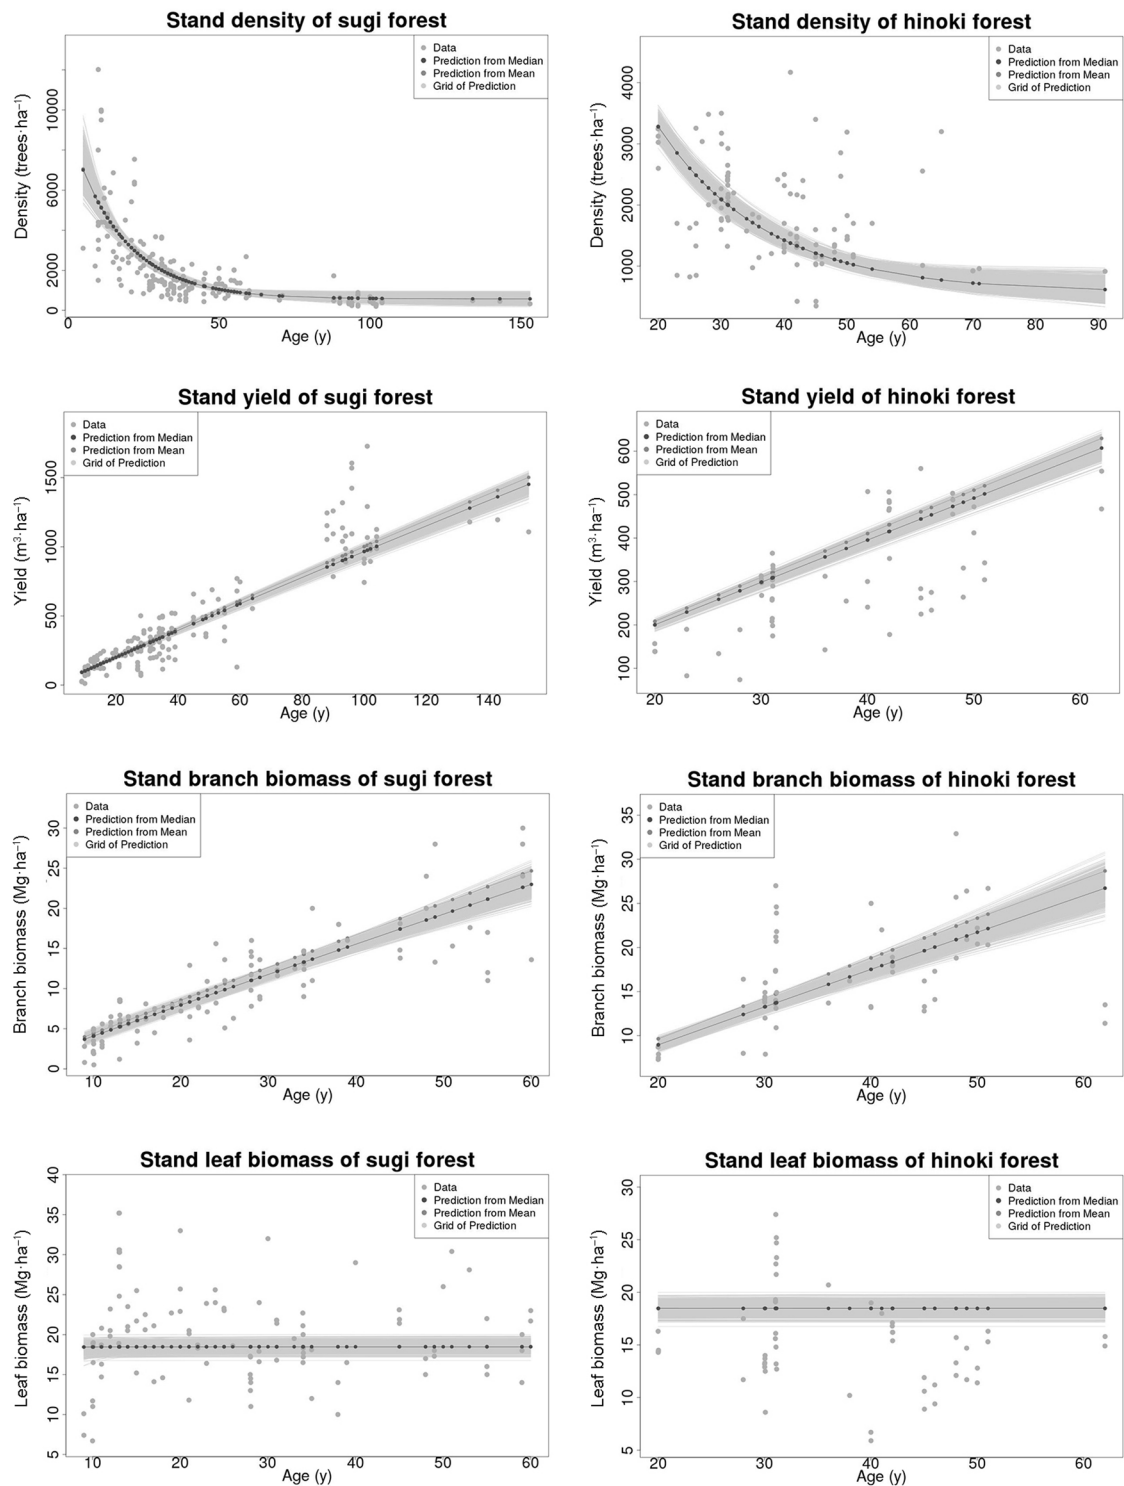 Stand density of sugi forest
Density (trees·ha⁻¹)
10000
6000
2000
0
Data
Prediction from Median
Prediction from Mean
Grid of Prediction
0 50 100 150
Age (y)
Stand density of hinoki forest
Density (trees·ha⁻¹)
4000
3000
2000
1000
Data
Prediction from Median
Prediction from Mean
Grid of Prediction
20 30 40 50 60 70 80 90
Age (y)
Stand yield of sugi forest
Yield (m³·ha⁻¹)
1500
1000
500
0
Data
Prediction from Median
Prediction from Mean
Grid of Prediction
20 40 60 80 100 120 140
Age (y)
Stand yield of hinoki forest
Yield (m³·ha⁻¹)
600
500
400
300
200
100
Data
Prediction from Median
Prediction from Mean
Grid of Prediction
20 30 40 50 60
Age (y)
Stand branch biomass of sugi forest
Branch biomass (Mg·ha⁻¹)
30
25
20
15
10
5
0
Data
Prediction from Median
Prediction from Mean
Grid of Prediction
10 20 30 40 50 60
Age (y)
Stand branch biomass of hinoki forest
Branch biomass (Mg·ha⁻¹)
35
30
25
20
15
10
Data
Prediction from Median
Prediction from Mean
Grid of Prediction
20 30 40 50 60
Age (y)
Stand leaf biomass of sugi forest
Leaf biomass (Mg·ha⁻¹)
40
35
30
25
20
15
10
5
Data
Prediction from Median
Prediction from Mean
Grid of Prediction
10 20 30 40 50 60
Age (y)
Stand leaf biomass of hinoki forest
Leaf biomass (Mg·ha⁻¹)
30
25
20
15
10
5
Data
Prediction from Median
Prediction from Mean
Grid of Prediction
20 30 40 50 60
Age (y)